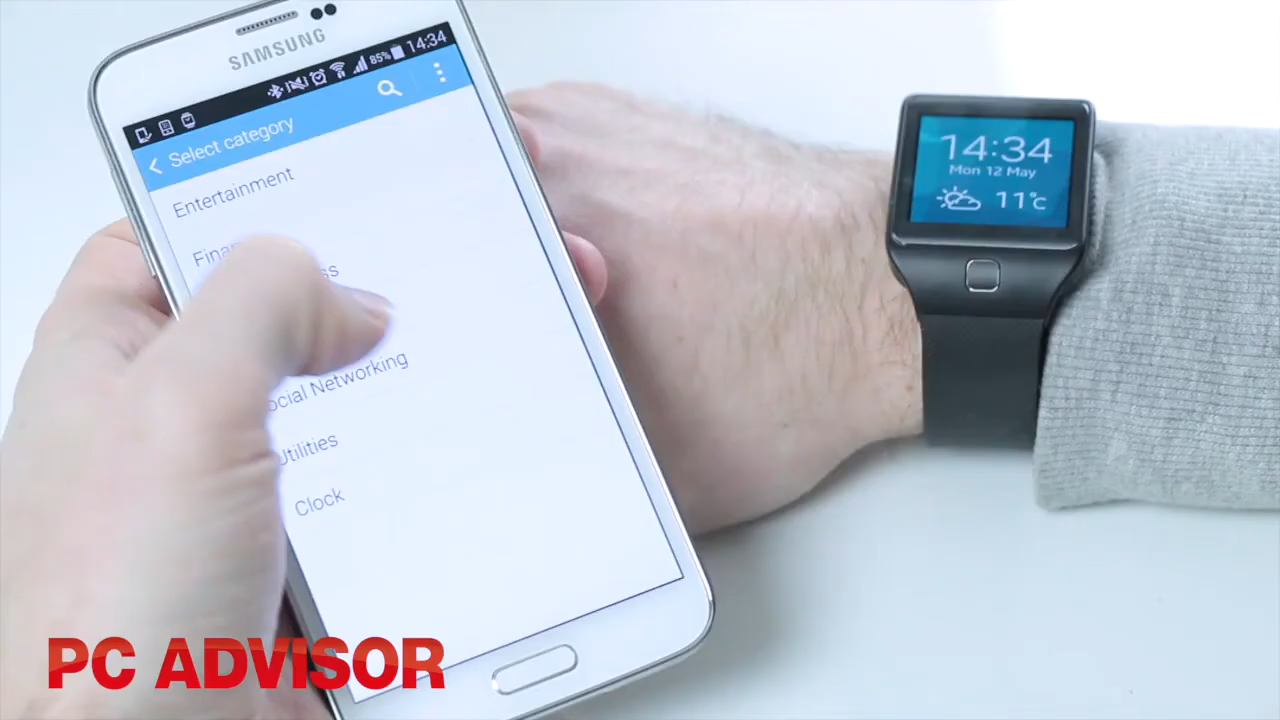 SAMSUNG
85% 14:34
Select category
Entertainment
Social Networking
Utilities
Clock
14:34
Mon 12 May
11°c
PC ADVISOR